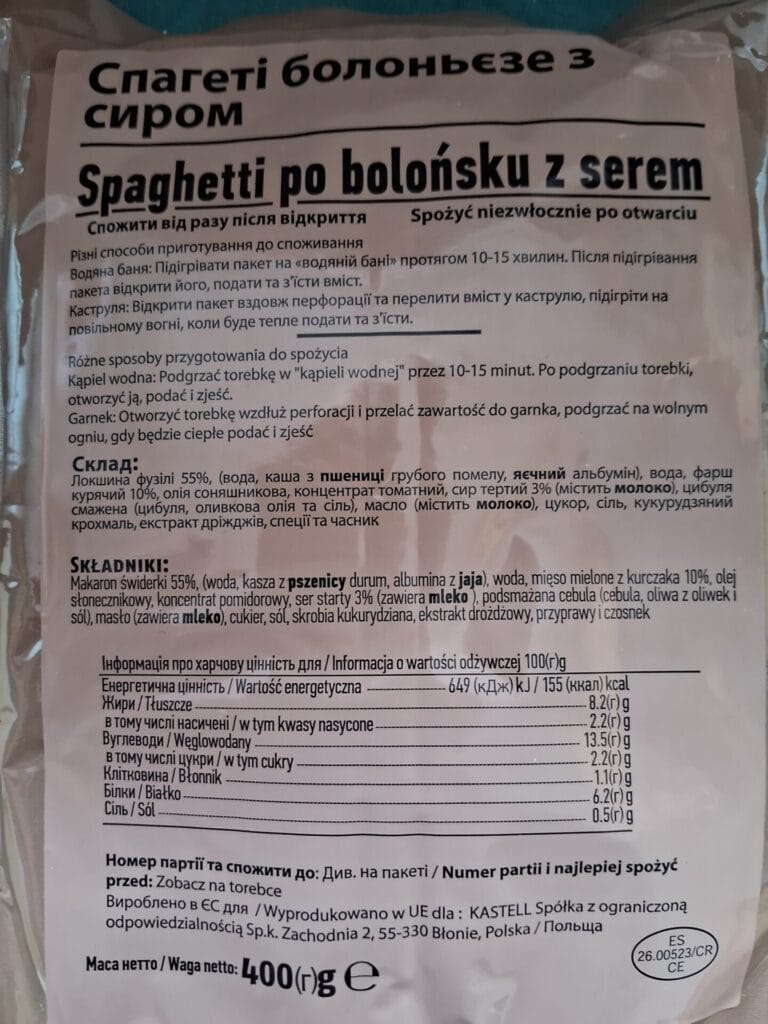 Спагеті болоньєзе з
сиром
Spaghetti po bolońsku z serem
Спожити від разу після відкриття
Spożyć niezwłocznie po otwarciu
Різні способи приготування до споживання
Водяна баня: Підігрівати пакет на «водяній бані» протягом 10-15 хвилин. Після підігрівання
пакета відкрити його, подати та з'їсти вміст.
Каструля: Відкрити пакет вздовж перфорації та перелити вміст у каструлю, підігріти на
повільному вогні, коли буде тепле подати та з'їсти.
Różne sposoby przygotowania do spożycia
Kąpiel wodna: Podgrzać torebkę w "kąpieli wodnej" przez 10-15 minut. Po podgrzaniu torebki,
otworzyć ją, podać i zjeść.
Garnek: Otworzyć torebkę wzdłuż perforacji i przelać zawartość do garnka, podgrzać na wolnym
ogniu, gdy będzie ciepłe podać i zjeść
Склад:
Локшина фузілі 55%, (вода, каша з пшениці грубого помелу, яєчний альбумін), вода, фарш
курячий 10%, олія соняшникова, концентрат томатний, сир тертий 3% (містить молоко), цибуля
смажена (цибуля, оливкова олія та сіль), масло (містить молоко), цукор, сіль, кукурудзяний
крохмаль, екстракт дріжджів, спеції та часник
SKŁADNIKI:
Makaron świderki 55%, (woda, kasza z pszenicy durum, albumina z jaja), woda, mięso mielone z kurczaka 10%, olej
słonecznikowy, koncentrat pomidorowy, ser starty 3% (zawiera mleko ), podsmażana cebula (cebula, oliwa z oliwek i
sól), masło (zawiera mleko), cukier, sól, skrobia kukurydziana, ekstrakt drożdżowy, przyprawy i czosnek
Інформація про харчову цінність для / Informacja o wartości odżywczej 100(г)g
Енергетична цінність / Wartość energetyczna 649 (кДж) kJ / 155 (ккал) kcal
Жири / Tłuszcze 8.2(г) g
в тому числі насичені / w tym kwasy nasycone 2.2(г) g
Вуглеводи / Węglowodany 13.5(г) g
в тому числі цукри / w tym cukry 2.2(г) g
Клітковина / Błonnik 1.1(г) g
Білки / Białko 6.2(г) g
Сіль / Sól 0.5(г) g
Номер партії та спожити до: Див. на пакеті / Numer partii i najlepiej spożyć
przed: Zobacz na torebce
Вироблено в ЄС для / Wyprodukowano w UE dla : KASTELL Spółka z ograniczoną
odpowiedzialnością Sp.k. Zachodnia 2, 55-330 Błonie, Polska / Польща
Маса нетто / Waga netto: 400(г)g ℮
ES
26.00523/CR
CE